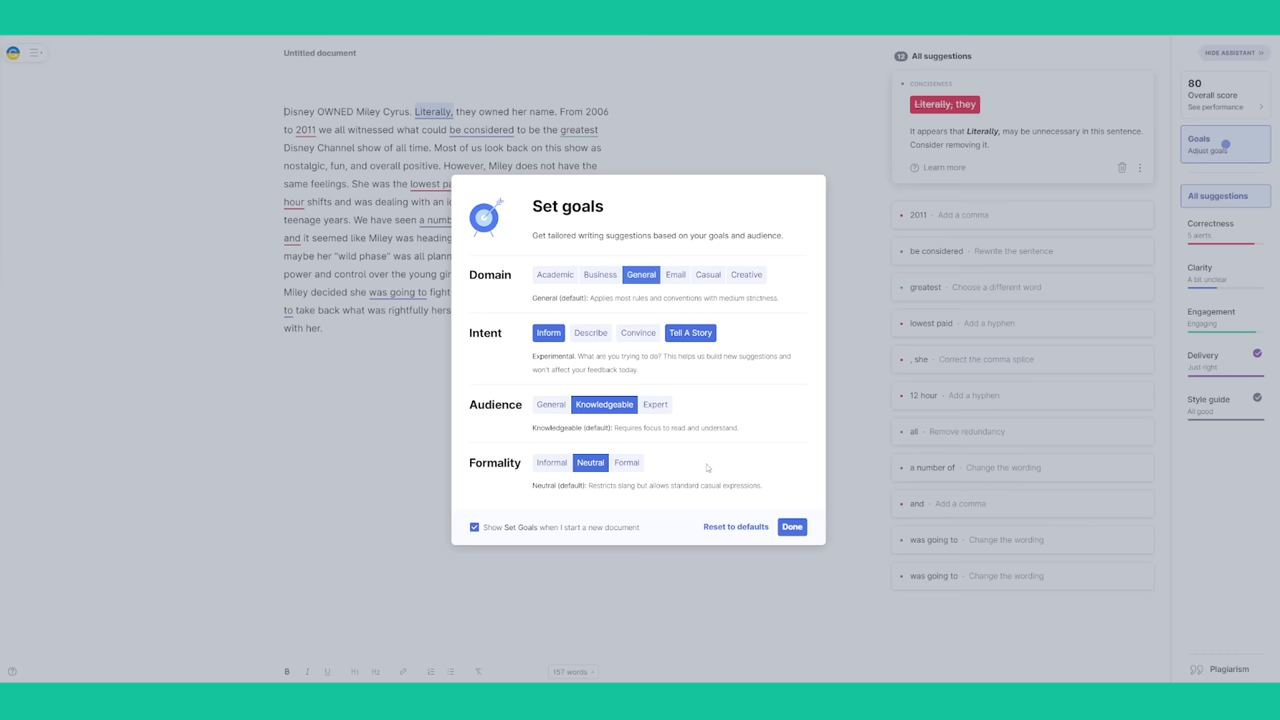 Untitled document
Disney OWNED Miley Cyrus. Literally, they owned her name. From 2006
to 2011 we all witnessed what could be considered to be the greatest
Disney Channel show of all time. Most of us look back on this show as
nostalgic, fun, and overall positive. However, Miley does not have the
same feelings. She was the lowest pa
hour shifts and was dealing with an i
teenage years. We have seen a numb
and it seemed like Miley was heading
maybe her "wild phase" was all plann
power and control over the young gir
Miley decided she was going to fight
to take back what was rightfully hers
with her.
B I U H1 H2
157 words
Set goals
Get tailored writing suggestions based on your goals and audience.
Domain
Academic Business General Email Casual Creative
General (default): Applies most rules and conventions with medium strictness.
Intent
Inform Describe Convince Tell A Story
Experimental. What are you trying to do? This helps us build new suggestions and
won't affect your feedback today.
Audience
General Knowledgeable Expert
Knowledgeable (default): Requires focus to read and understand.
Formality
Informal Neutral Formal
Neutral (default): Restricts slang but allows standard casual expressions.
Show Set Goals when I start a new document
Reset to defaults Done
All suggestions
CONCISENESS
Literally, they
It appears that Literally, may be unnecessary in this sentence.
Consider removing it.
Learn more
2011 · Add a comma
be considered · Rewrite the sentence
greatest · Choose a different word
lowest paid · Add a hyphen
, she · Correct the comma splice
12 hour · Add a hyphen
all · Remove redundancy
a number of · Change the wording
and · Add a comma
was going to · Change the wording
was going to · Change the wording
HIDE ASSISTANT
80
Overall score
See performance
Goals
Adjust goals
All suggestions
Correctness
5 alerts
Clarity
A bit unclear
Engagement
Engaging
Delivery
Just right
Style guide
All good
Plagiarism